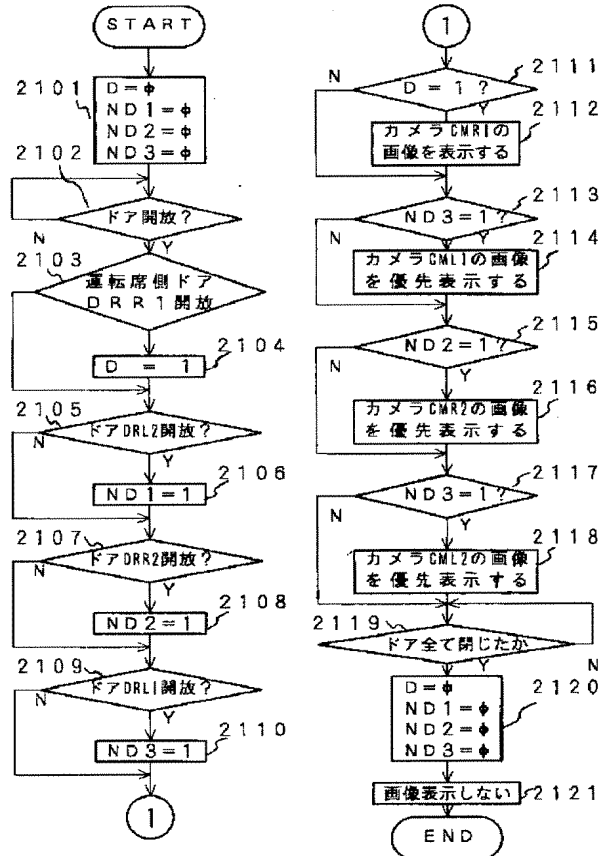 START
2101
D=φ
ND1=φ
ND2=φ
ND3=φ
2102
ドア開放?
N
Y
2103
運転席側ドア
DRR1開放
2104
D = 1
2105
ドアDRL2開放?
N
Y
2106
ND1=1
2107
ドアDRR2開放?
N
Y
2108
ND2=1
2109
ドアDRL1開放?
N
Y
2110
ND3=1
1
1
2111
N
D=1?
Y
2112
カメラCMR1の
画像を表示する
2113
ND3=1?
N
Y
2114
カメラCML1の画像
を優先表示する
2115
ND2=1?
N
Y
2116
カメラCMR2の画像
を優先表示する
2117
ND3=1?
N
Y
2118
カメラCML2の画像
を優先表示する
2119
ドア全て閉じたか
Y
N
2120
D=φ
ND1=φ
ND2=φ
ND3=φ
画像表示しない
2121
END